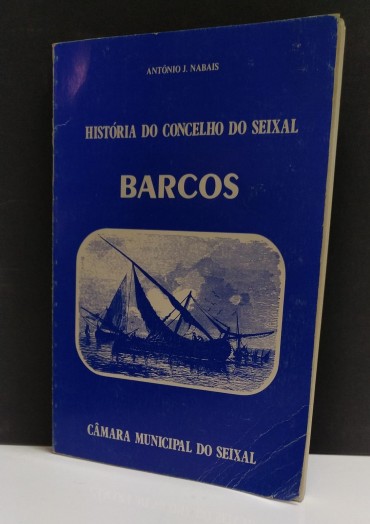 ANTÓNIO J. NABAIS
HISTÓRIA DO CONCELHO DO SEIXAL
BARCOS
CÂMARA MUNICIPAL DO SEIXAL